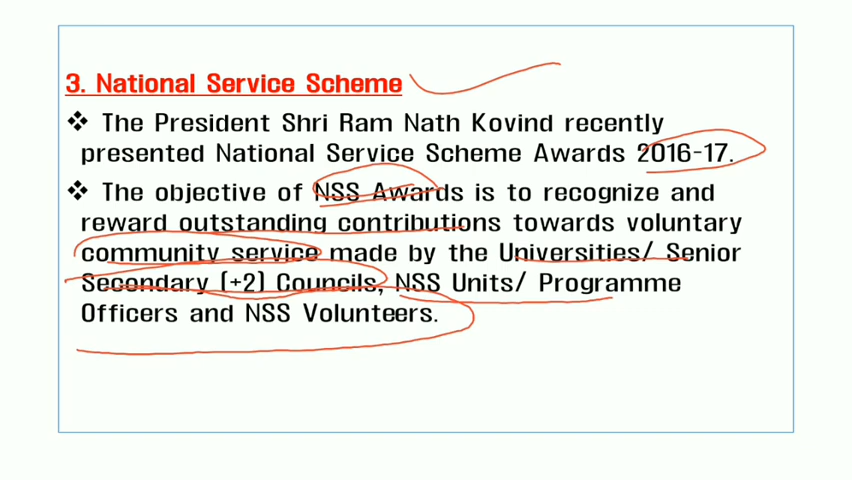 3. National Service Scheme
❖ The President Shri Ram Nath Kovind recently
presented National Service Scheme Awards 2016-17.
❖ The objective of NSS Awards is to recognize and
reward outstanding contributions towards voluntary
community service made by the Universities/ Senior
Secondary (+2) Councils, NSS Units/ Programme
Officers and NSS Volunteers.